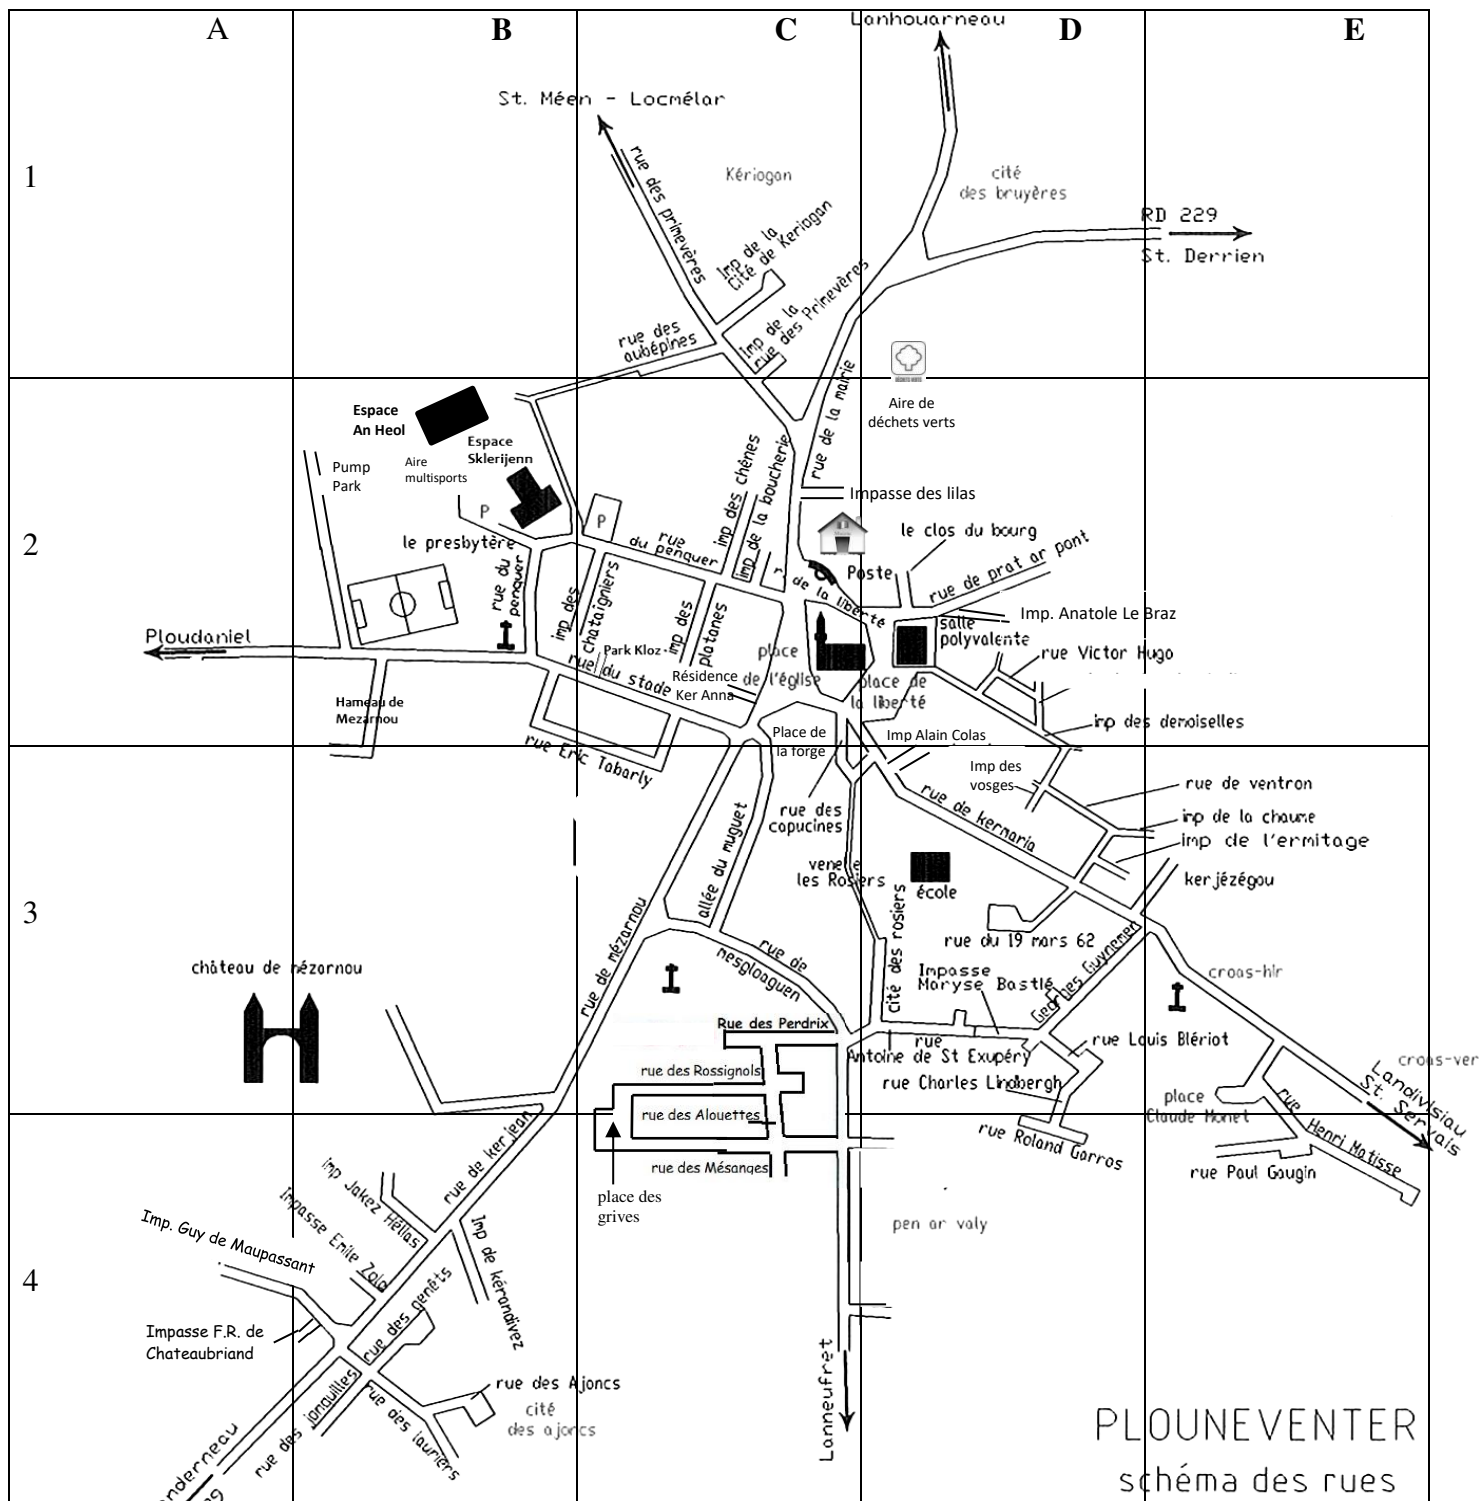 A
B
C
D
E
Lanhouarneau
St. Méen - Locmélar
1
rue des primevères
Kériogan
cité
des bruyères
RD 229
St. Derrien
Imp de la
Cité de Keriogan
Imp de la
rue des Primevères
rue des
aubépines
rue de la mairie
Aire de
déchets verts
Espace
An Heol
Espace
Sklerijenn
Aire
multisports
Pump
Park
2
P
P
le presbytère
rue du
penquer
rue
du penquer
imp des chênes
imp de la boucherie
Impasse des lilas
le clos du bourg
Poste
rue de prat ar pont
r. de la liberté
Imp. Anatole Le Braz
salle
polyvalente
rue Victor Hugo
imp des
chataigniers
imp des
platanes
Park Kloz
Ploudaniel
rue du stade
Résidence
Ker Anna
place
de l'église
place de
la liberté
imp des demoiselles
Hameau de
Mezarnou
rue Eric Tabarly
Place de
la forge
Imp Alain Colas
Imp des
vosges
rue de ventron
rue des
capucines
rue de kernaria
imp de la chaume
imp de l'ermitage
allée du muguet
venelle
les Rosiers
école
kerjézégou
3
rue de mézarnou
rue de
mesgloaguen
cité des rosiers
rue du 19 mars 62
Georges Guynemer
Impasse
Maryse Bastié
croas-hir
château de mézarnou
Rue des Perdrix
rue
Antoine de St Exupéry
rue Louis Blériot
croas-ver
rue des Rossignols
rue Charles Lindbergh
Landivisiau
St. Servais
place
Claude Monet
rue
Henri Matisse
rue des Alouettes
rue Roland Garros
rue Paul Gaugin
rue des Mésanges
place des
grives
rue de kerjean
imp Jakez Hélias
Impasse Emile Zola
Imp. Guy de Maupassant
Imp de kérandivez
pen ar valy
4
rue des genêts
Impasse F.R. de
Chateaubriand
rue des Ajoncs
cité
des ajoncs
rue des jonquilles
rue des lauriers
Lanneufret
PLOUNEVENTER
schéma des rues